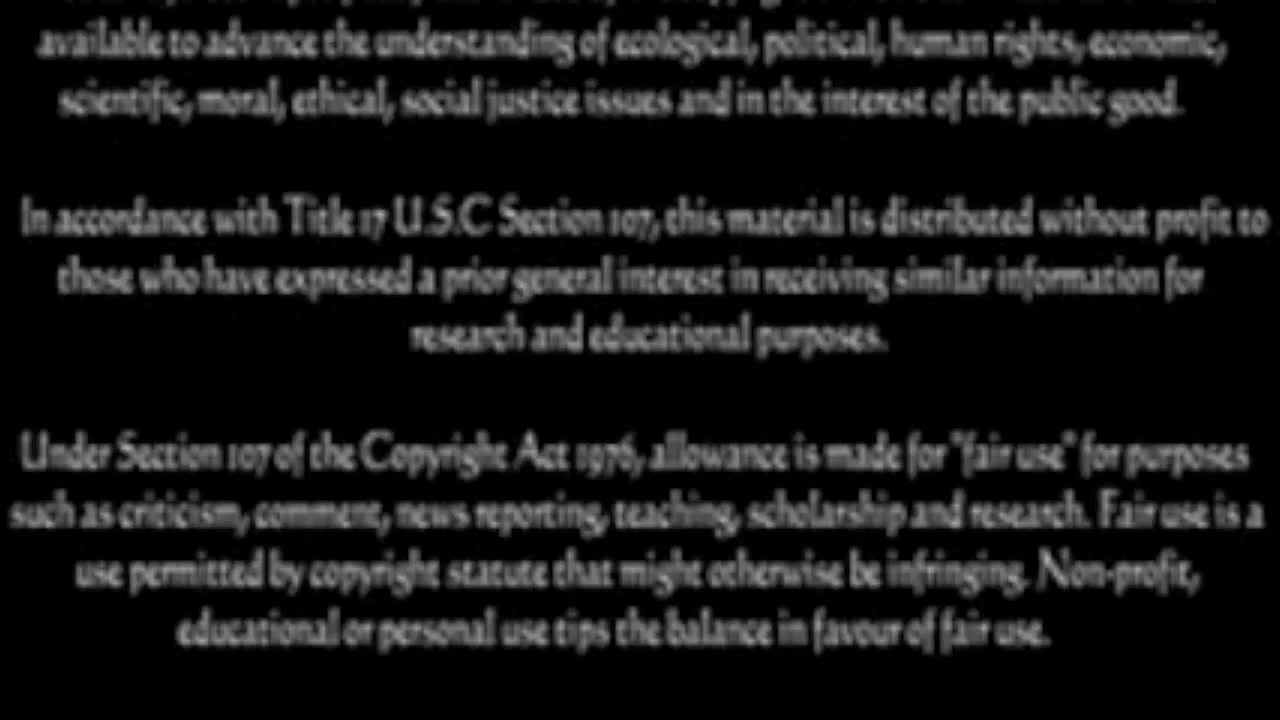 available to advance the understanding of ecological, political, human rights, economic,
scientific, moral, ethical, social justice issues and in the interest of the public good.
In accordance with Title 17 U.S.C Section 107, this material is distributed without profit to
those who have expressed a prior general interest in receiving similar information for
research and educational purposes.
Under Section 107 of the Copyright Act 1976, allowance is made for "fair use" for purposes
such as criticism, comment, news reporting, teaching, scholarship and research. Fair use is a
use permitted by copyright statute that might otherwise be infringing. Non-profit,
educational or personal use tips the balance in favour of fair use.